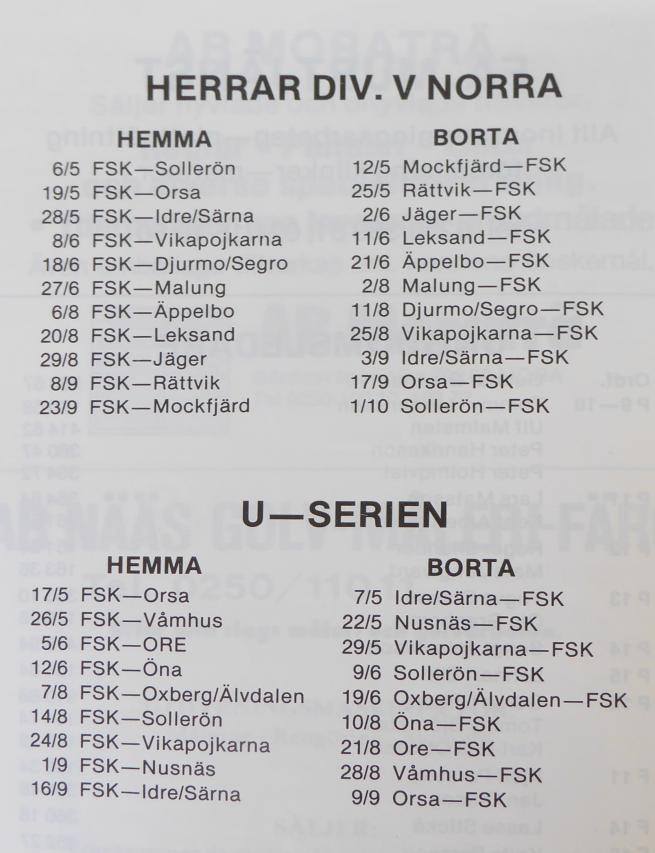 HERRAR DIV. V NORRA
HEMMA
6/5 FSK—Sollerön
19/5 FSK—Orsa
28/5 FSK—Idre/Särna
8/6 FSK—Vikapojkarna
18/6 FSK—Djurmo/Segro
27/6 FSK—Malung
6/8 FSK—Äppelbo
20/8 FSK—Leksand
29/8 FSK—Jäger
8/9 FSK—Rättvik
23/9 FSK—Mockfjärd
BORTA
12/5 Mockfjärd—FSK
25/5 Rättvik—FSK
2/6 Jäger—FSK
11/6 Leksand—FSK
21/6 Äppelbo—FSK
2/8 Malung—FSK
11/8 Djurmo/Segro—FSK
25/8 Vikapojkarna—FSK
3/9 Idre/Särna—FSK
17/9 Orsa—FSK
1/10 Sollerön—FSK
U—SERIEN
HEMMA
17/5 FSK—Orsa
26/5 FSK—Våmhus
5/6 FSK—ORE
12/6 FSK—Öna
7/8 FSK—Oxberg/Älvdalen
14/8 FSK—Sollerön
24/8 FSK—Vikapojkarna
1/9 FSK—Nusnäs
16/9 FSK—Idre/Särna
BORTA
7/5 Idre/Särna—FSK
22/5 Nusnäs—FSK
29/5 Vikapojkarna—FSK
9/6 Sollerön—FSK
19/6 Oxberg/Älvdalen—FSK
10/8 Öna—FSK
21/8 Ore—FSK
28/8 Våmhus—FSK
9/9 Orsa—FSK